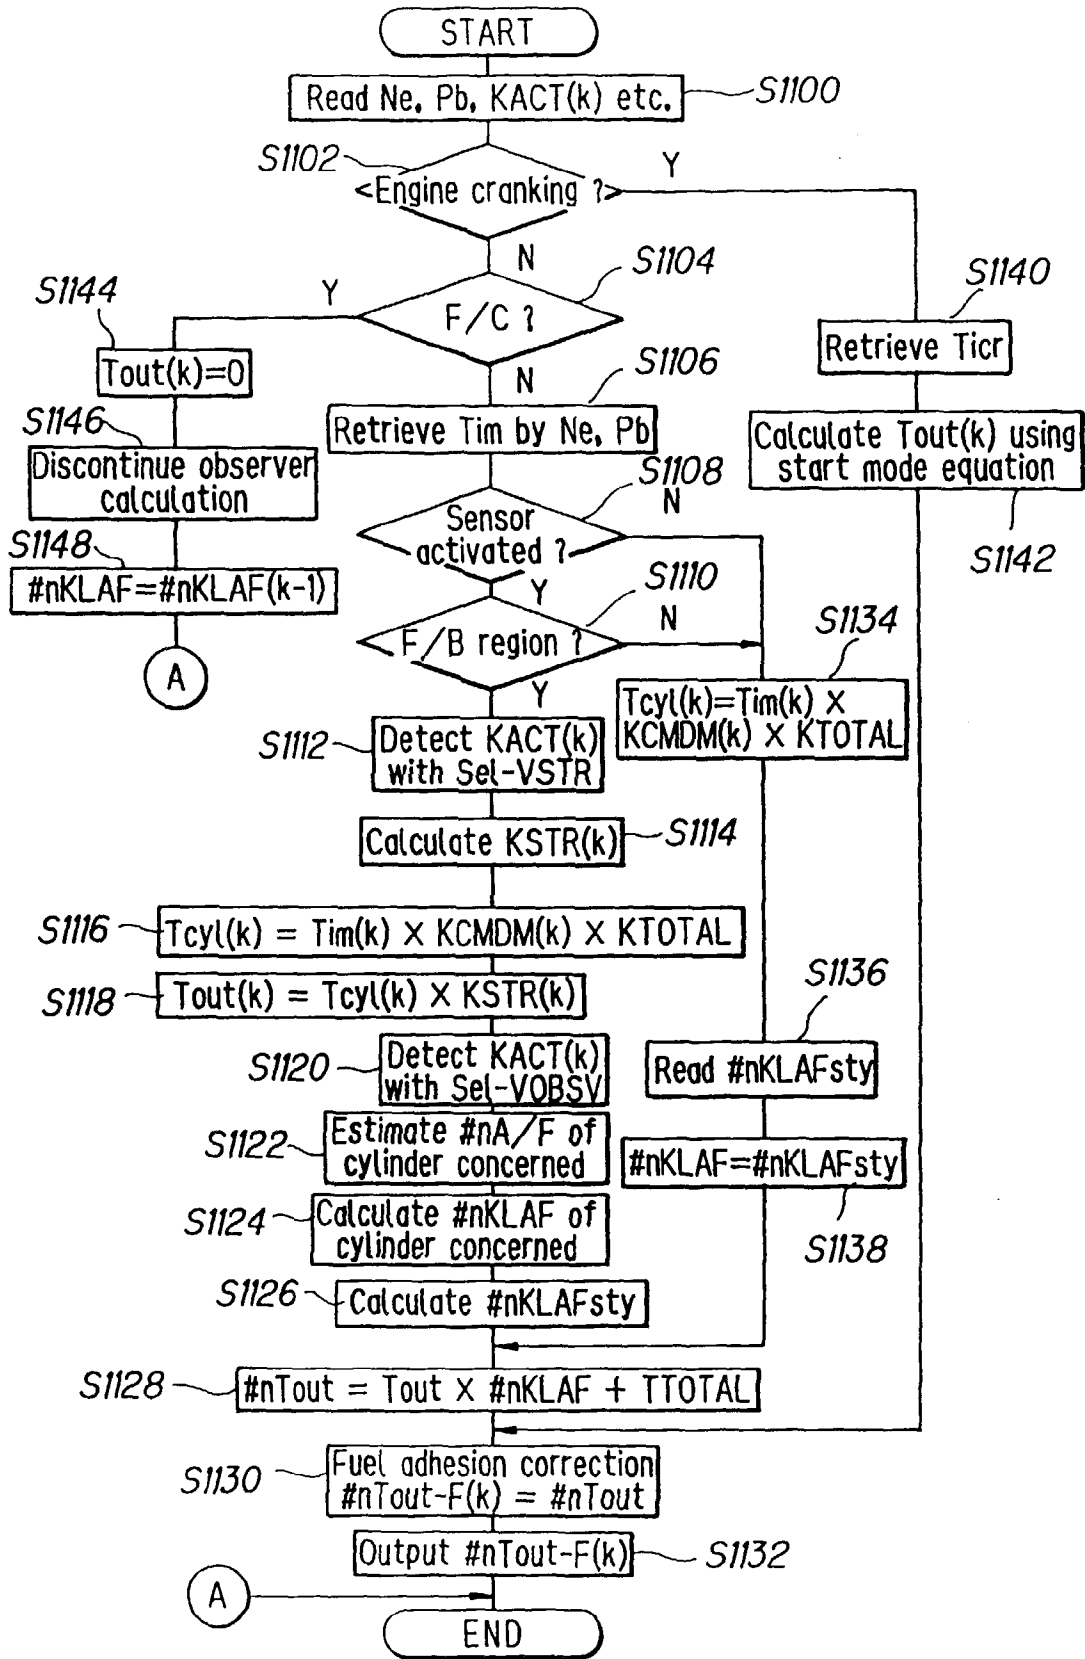 START
Read Ne, Pb, KACT(k) etc.
S1100
S1102
<Engine cranking ?>
Y
N
S1104
F/C ?
Y
N
S1144
Tout(k)=0
S1146
Discontinue observer
calculation
S1148
#nKLAF=#nKLAF(k-1)
A
S1140
Retrieve Ticr
Calculate Tout(k) using
start mode equation
S1142
S1106
Retrieve Tim by Ne, Pb
S1108
Sensor
activated ?
N
Y
S1110
F/B region ?
N
Y
S1134
Tcyl(k)=Tim(k) X
KCMDM(k) X KTOTAL
S1112
Detect KACT(k)
with Sel-VSTR
Calculate KSTR(k)
S1114
S1116
Tcyl(k) = Tim(k) X KCMDM(k) X KTOTAL
S1118
Tout(k) = Tcyl(k) X KSTR(k)
S1136
Read #nKLAFsty
S1120
Detect KACT(k)
with Sel-VOBSV
S1122
Estimate #nA/F of
cylinder concerned
#nKLAF=#nKLAFsty
S1138
S1124
Calculate #nKLAF of
cylinder concerned
S1126
Calculate #nKLAFsty
S1128
#nTout = Tout X #nKLAF + TTOTAL
S1130
Fuel adhesion correction
#nTout-F(k) = #nTout
Output #nTout-F(k)
S1132
A
END